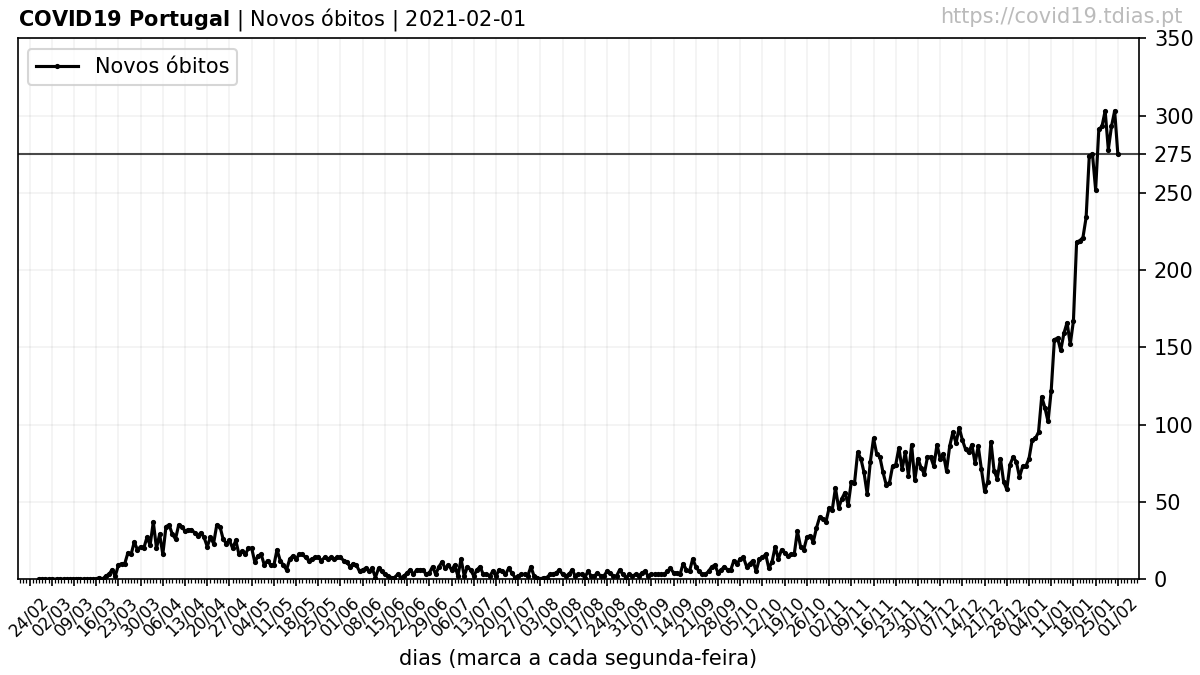 COVID19 Portugal | Novos óbitos | 2021-02-01
https://covid19.tdias.pt
Novos óbitos
350
300
275
250
200
150
100
50
0
24/02 02/03 09/03 16/03 23/03 30/03 06/04 13/04 20/04 27/04 04/05 11/05 18/05 25/05 01/06 08/06 15/06 22/06 29/06 06/07 13/07 20/07 27/07 03/08 10/08 17/08 24/08 31/08 07/09 14/09 21/09 28/09 05/10 12/10 19/10 26/10 02/11 09/11 16/11 23/11 30/11 07/12 14/12 21/12 28/12 04/01 11/01 18/01 25/01 01/02
dias (marca a cada segunda-feira)